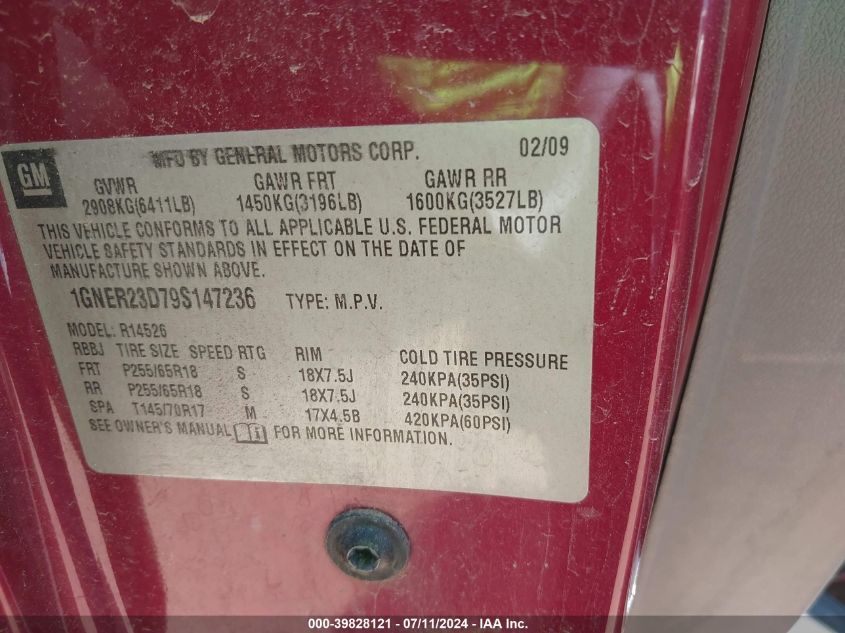 GM
MFD BY GENERAL MOTORS CORP. 02/09
GVWR GAWR FRT GAWR RR
2908KG(6411LB) 1450KG(3196LB) 1600KG(3527LB)
THIS VEHICLE CONFORMS TO ALL APPLICABLE U.S. FEDERAL MOTOR
VEHICLE SAFETY STANDARDS IN EFFECT ON THE DATE OF
MANUFACTURE SHOWN ABOVE.
1GNER23D79S147236 TYPE: M.P.V.
MODEL: R14526
RBBJ TIRE SIZE SPEED RTG RIM COLD TIRE PRESSURE
FRT P255/65R18 S 18X7.5J 240KPA(35PSI)
RR P255/65R18 S 18X7.5J 240KPA(35PSI)
SPA T145/70R17 M 17X4.5B 420KPA(60PSI)
SEE OWNER'S MANUAL FOR MORE INFORMATION.
000-39828121 / 07/11/2024 - IAA Inc.